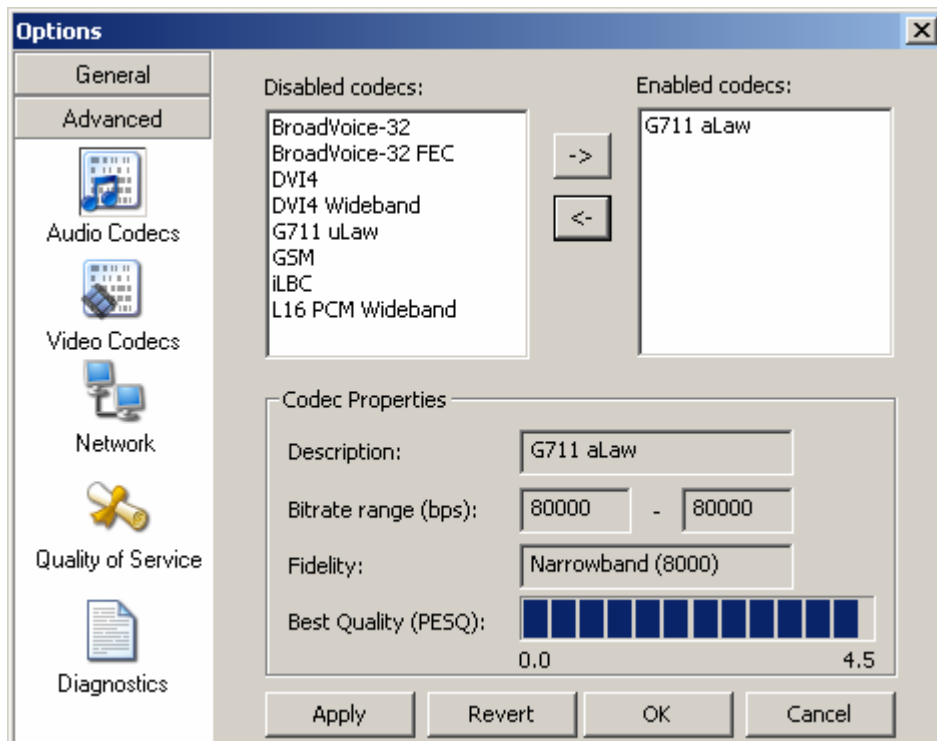 Options
General
Advanced
Audio Codecs
Video Codecs
Network
Quality of Service
Diagnostics
Disabled codecs:
BroadVoice-32
BroadVoice-32 FEC
DVI4
DVI4 Wideband
G711 uLaw
GSM
iLBC
L16 PCM Wideband
->
<-
Enabled codecs:
G711 aLaw
Codec Properties
Description: G711 aLaw
Bitrate range (bps): 80000 - 80000
Fidelity: Narrowband (8000)
Best Quality (PESQ):
0.0 4.5
Apply Revert OK Cancel